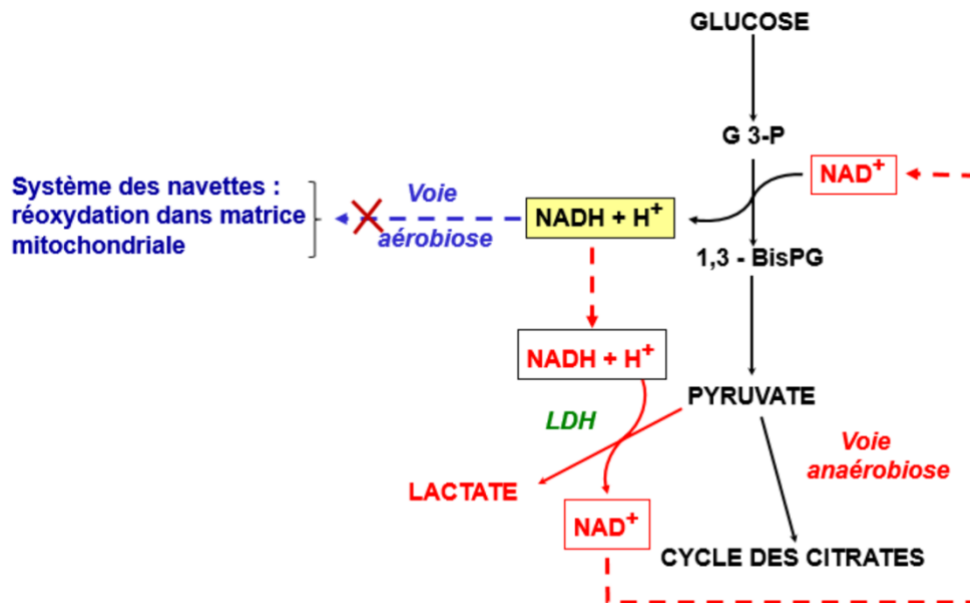 GLUCOSE
G 3-P
NAD+
Système des navettes :
réoxydation dans matrice
mitochondriale
Voie
aérobiose
NADH + H+
1,3 - BisPG
NADH + H+
PYRUVATE
LDH
Voie
anaérobiose
LACTATE
NAD+
CYCLE DES CITRATES